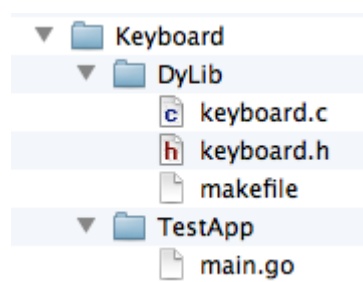 Keyboard
DyLib
c keyboard.c
h keyboard.h
makefile
TestApp
main.go